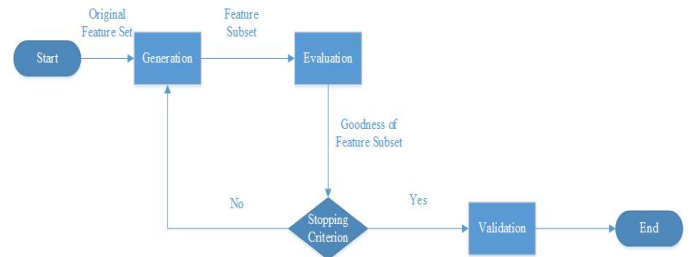 Original
Feature Set
Feature
Subset
Start
Generation
Evaluation
Goodness of
Feature Subset
No
Yes
Stopping
Criterion
Validation
End